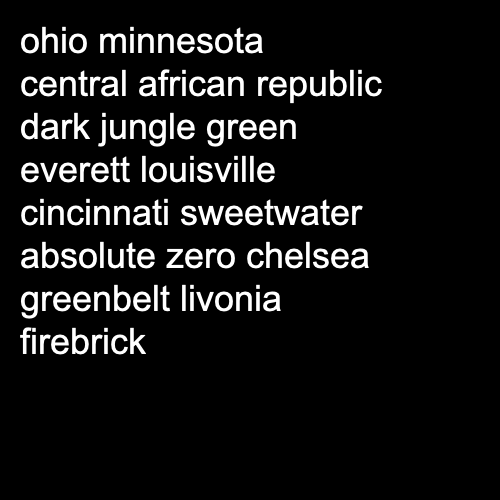 ohio minnesota
central african republic
dark jungle green
everett louisville
cincinnati sweetwater
absolute zero chelsea
greenbelt livonia
firebrick